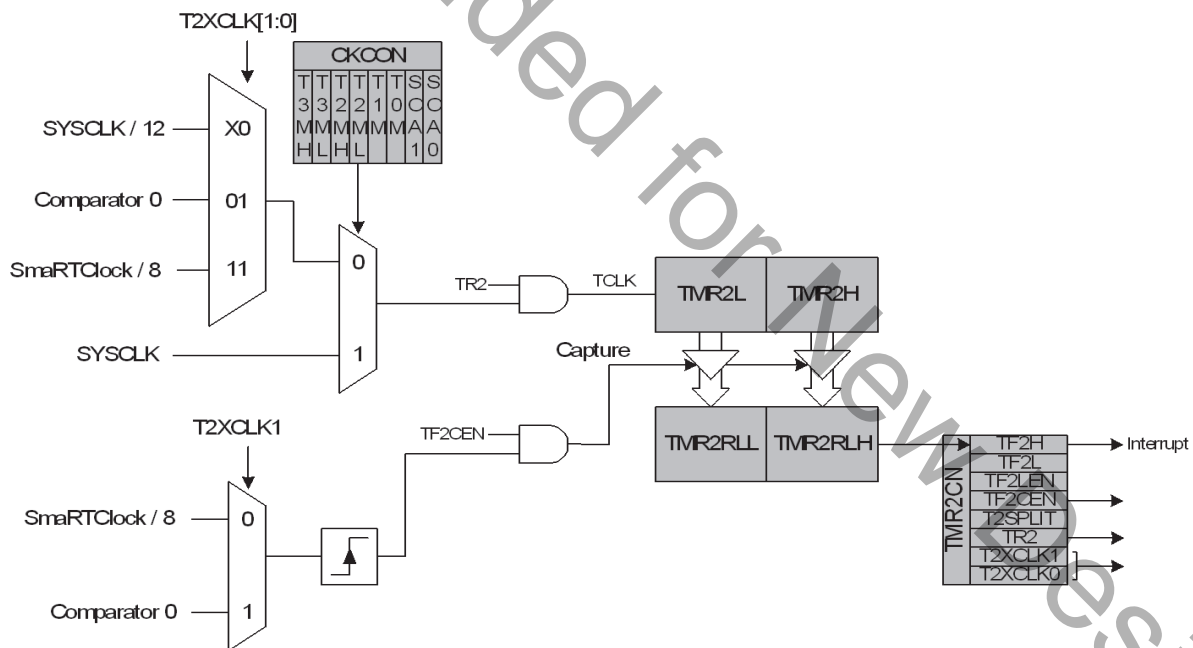 T2XCLK[1:0]
CKCON
T3MH
T3ML
T2MH
T2ML
T1M
T0M
SCA1
SCA0
SYSCLK / 12
X0
Comparator 0
01
SmaRTClock / 8
11
SYSCLK
0
1
TR2
TCLK
TMR2L
TMR2H
Capture
T2XCLK1
TF2CEN
TMR2RLL
TMR2RLH
SmaRTClock / 8
0
Comparator 0
1
TMR2CN
TF2H
TF2L
TF2LEN
TF2CEN
T2SPLIT
TR2
T2XCLK1
T2XCLK0
Interrupt
for New